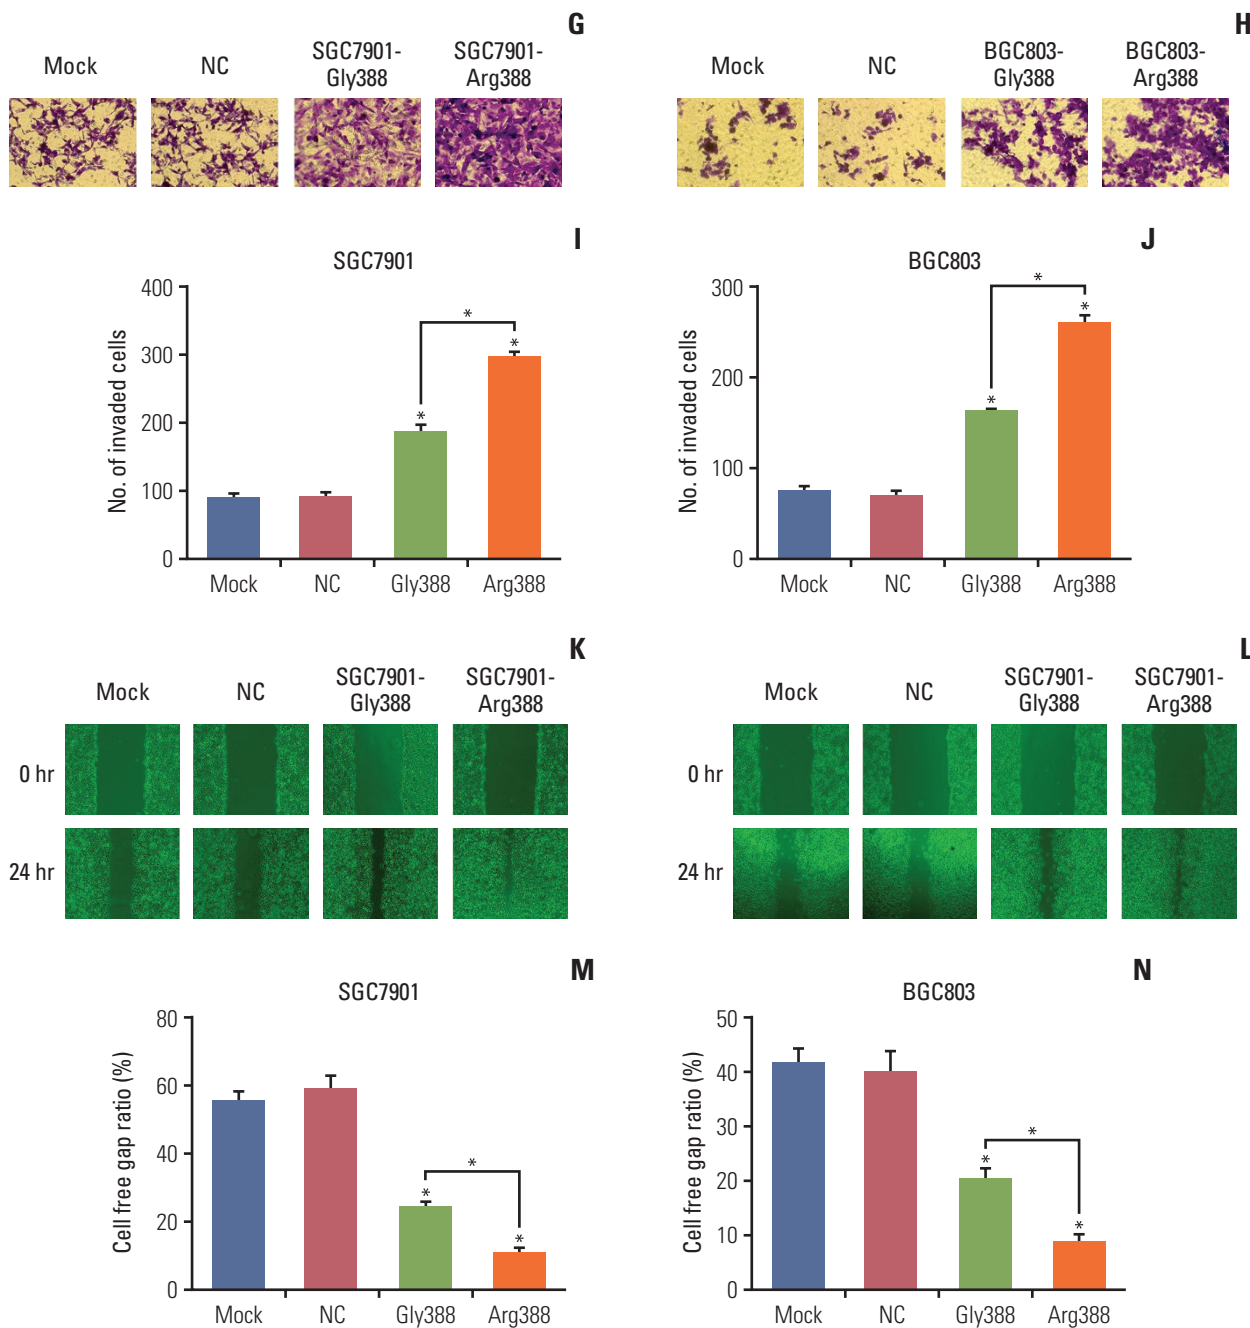 G
Mock
NC
SGC7901-
Gly388
SGC7901-
Arg388
H
Mock
NC
BGC803-
Gly388
BGC803-
Arg388
I
SGC7901
No. of invaded cells
400
300
200
100
0
*
*
*
Mock
NC
Gly388
Arg388
J
BGC803
No. of invaded cells
300
200
100
0
*
*
*
Mock
NC
Gly388
Arg388
K
Mock
NC
SGC7901-
Gly388
SGC7901-
Arg388
0 hr
24 hr
L
Mock
NC
SGC7901-
Gly388
SGC7901-
Arg388
0 hr
24 hr
M
SGC7901
Cell free gap ratio (%)
80
60
40
20
0
*
*
*
Mock
NC
Gly388
Arg388
N
BGC803
Cell free gap ratio (%)
50
40
30
20
10
0
*
*
*
Mock
NC
Gly388
Arg388